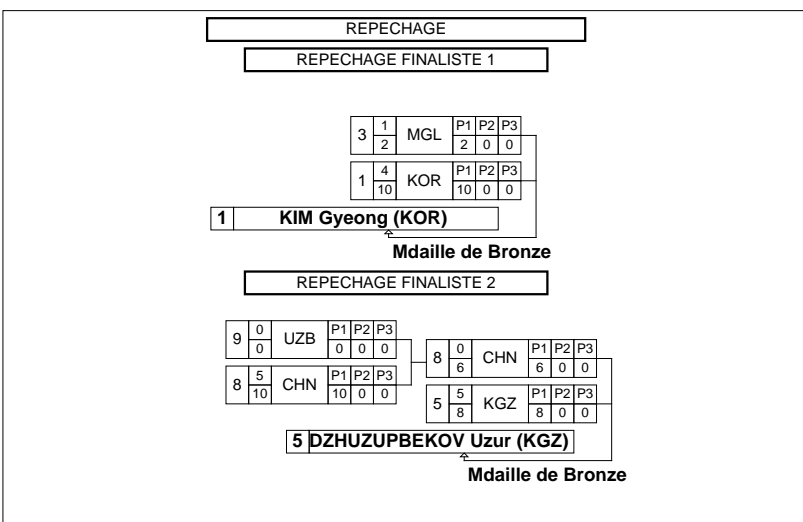 REPECHAGE
REPECHAGE FINALISTE 1
3 1 MGL P1 P2 P3
2 2 0 0
1 4 KOR P1 P2 P3
10 10 0 0
1 KIM Gyeong (KOR)
Mdaille de Bronze
REPECHAGE FINALISTE 2
9 0 UZB P1 P2 P3
0 0 0 0
8 5 CHN P1 P2 P3
10 10 0 0
8 0 CHN P1 P2 P3
6 6 0 0
5 5 KGZ P1 P2 P3
8 8 0 0
5 DZHUZUPBEKOV Uzur (KGZ)
Mdaille de Bronze